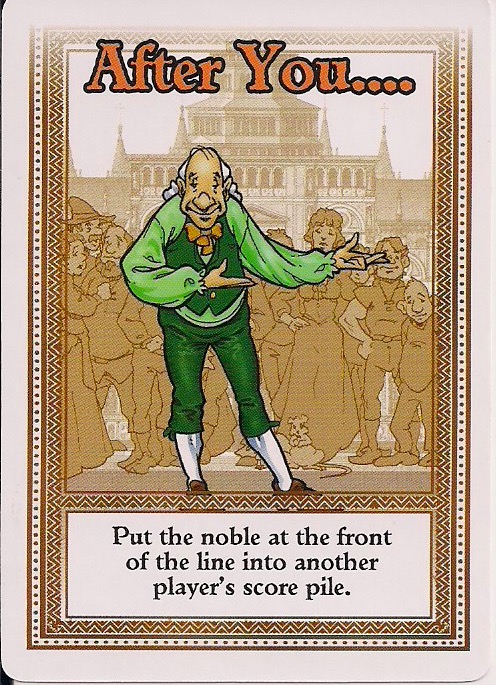 After You....
Put the noble at the front
of the line into another
player's score pile.